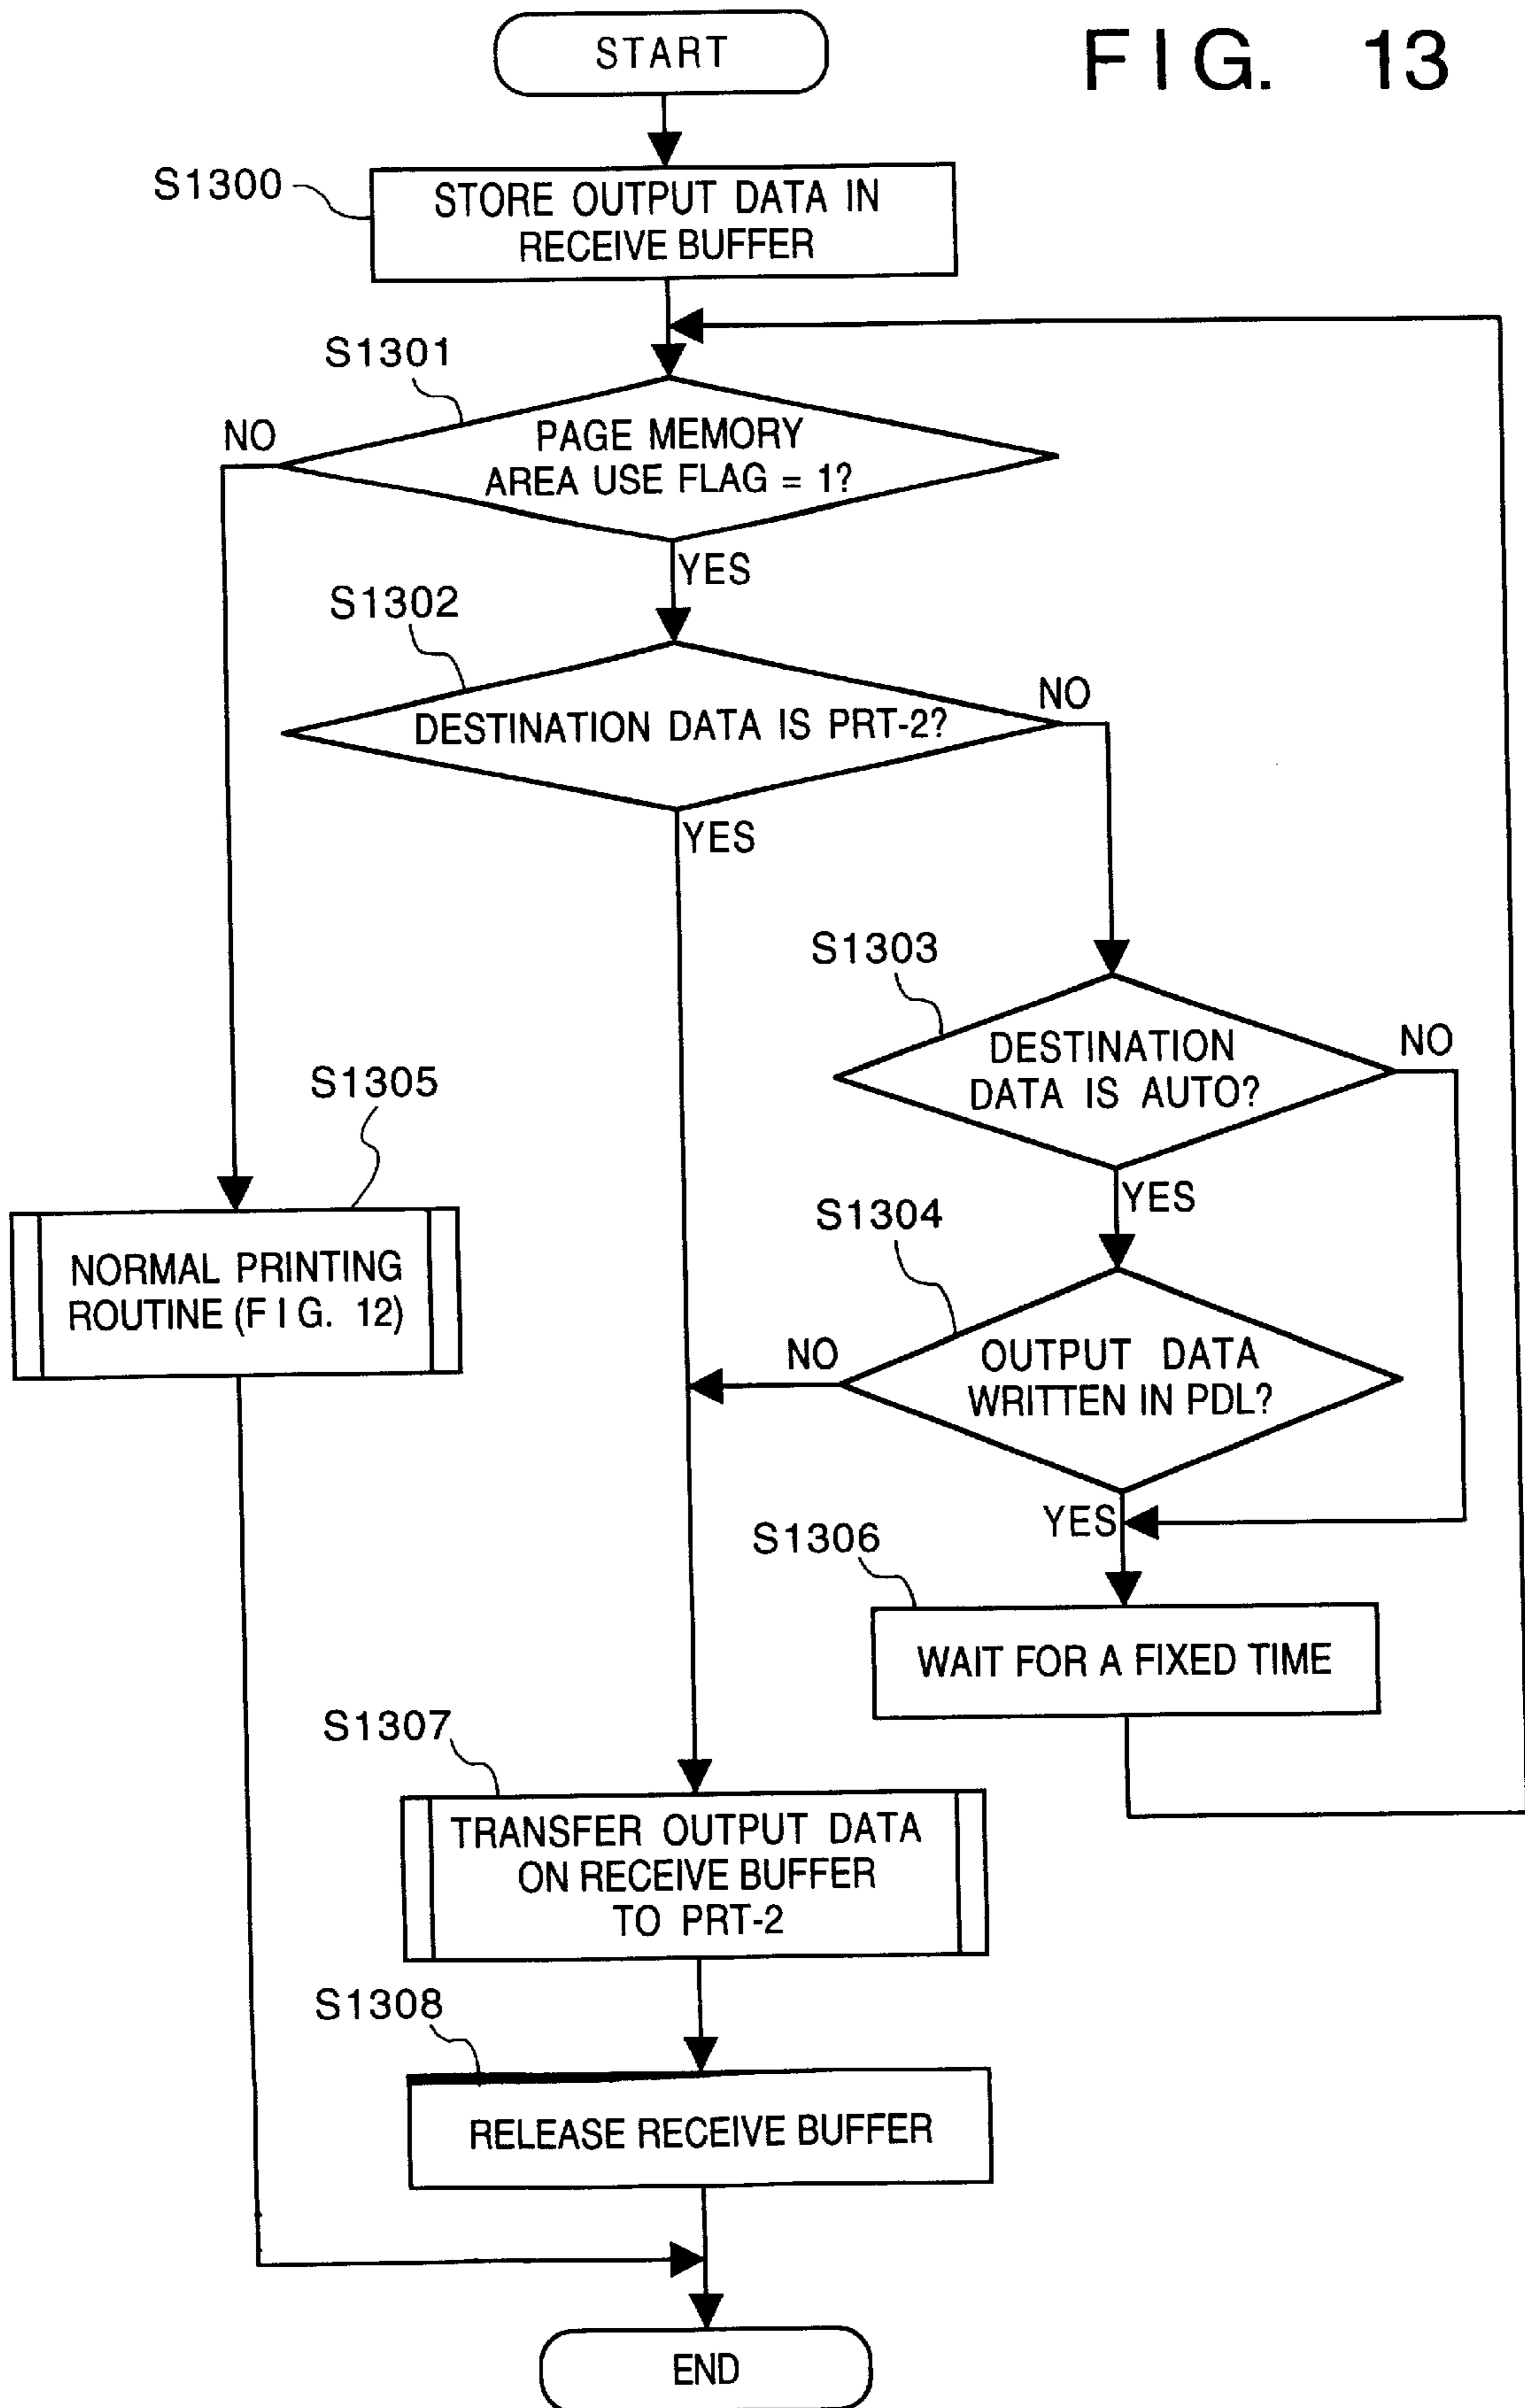 FIG. 13
START
S1300
STORE OUTPUT DATA IN
RECEIVE BUFFER
S1301
NO
PAGE MEMORY
AREA USE FLAG = 1?
YES
S1302
NO
DESTINATION DATA IS PRT-2?
YES
S1303
NO
DESTINATION
DATA IS AUTO?
S1305
YES
S1304
NORMAL PRINTING
ROUTINE (FIG. 12)
NO
OUTPUT DATA
WRITTEN IN PDL?
YES
S1306
WAIT FOR A FIXED TIME
S1307
TRANSFER OUTPUT DATA
ON RECEIVE BUFFER
TO PRT-2
S1308
RELEASE RECEIVE BUFFER
END